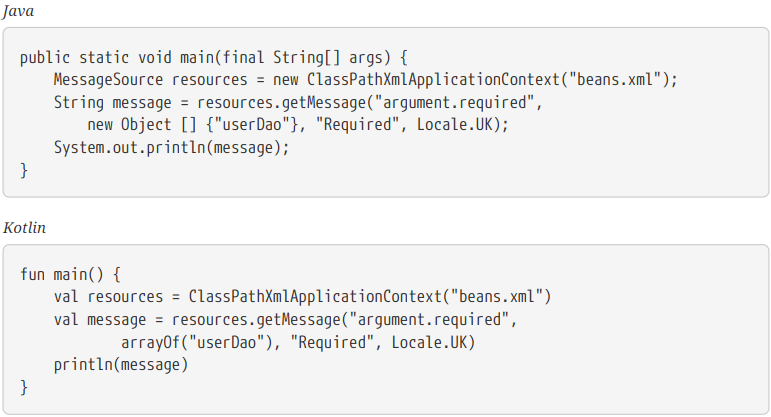 Java
public static void main(final String[] args) {
    MessageSource resources = new ClassPathXmlApplicationContext("beans.xml");
    String message = resources.getMessage("argument.required",
        new Object [] {"userDao"}, "Required", Locale.UK);
    System.out.println(message);
}
Kotlin
fun main() {
    val resources = ClassPathXmlApplicationContext("beans.xml")
    val message = resources.getMessage("argument.required",
            arrayOf("userDao"), "Required", Locale.UK)
    println(message)
}